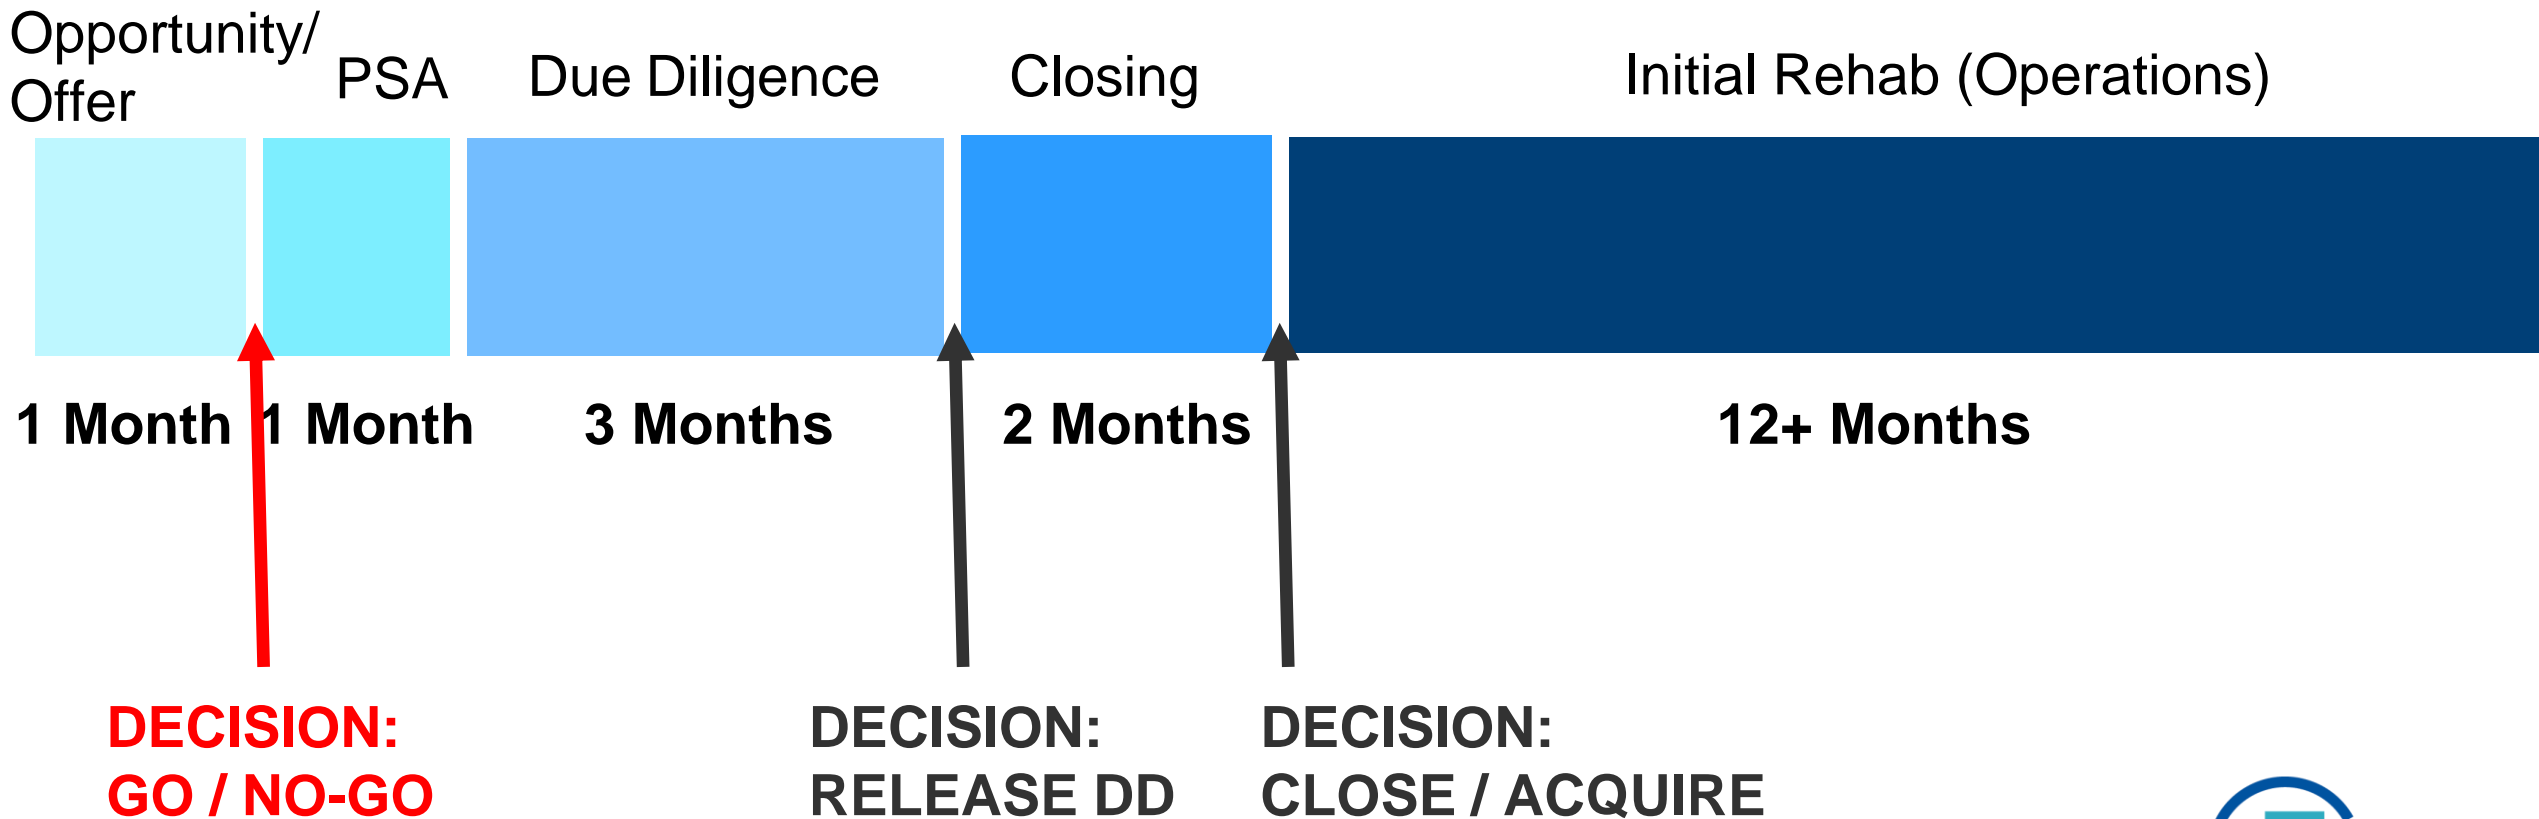 Opportunity/
Offer
PSA
Due Diligence
Closing
Initial Rehab (Operations)
1 Month
1 Month
3 Months
2 Months
12+ Months
DECISION:
GO / NO-GO
DECISION:
RELEASE DD
DECISION:
CLOSE / ACQUIRE